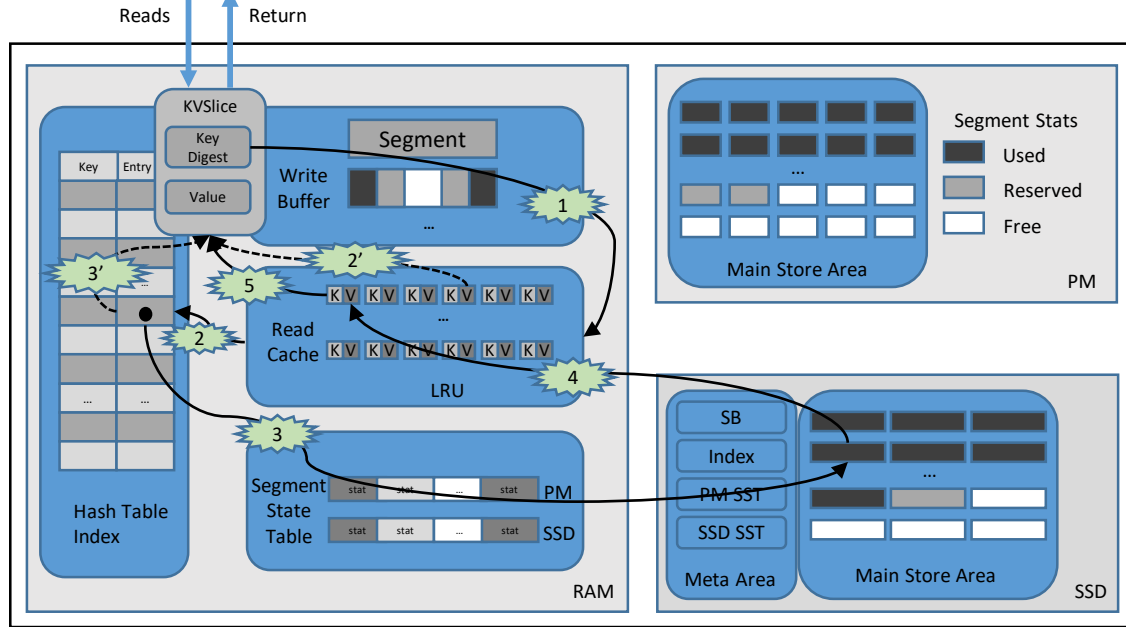 Reads
Return
KVSlice
Key
Digest
Value
Key
Entry
...
...
...
Hash Table
Index
3'
2
Segment
Write
Buffer
...
1
2'
5
K V K V K V K V K V K V
...
Read
Cache
K V K V K V K V K V K V
LRU
4
3
Segment
State
Table
stat stat ... stat PM
stat stat ... stat SSD
RAM
...
Main Store Area
Segment Stats
Used
Reserved
Free
PM
SB
Index
PM SST
SSD SST
Meta Area
...
Main Store Area
SSD